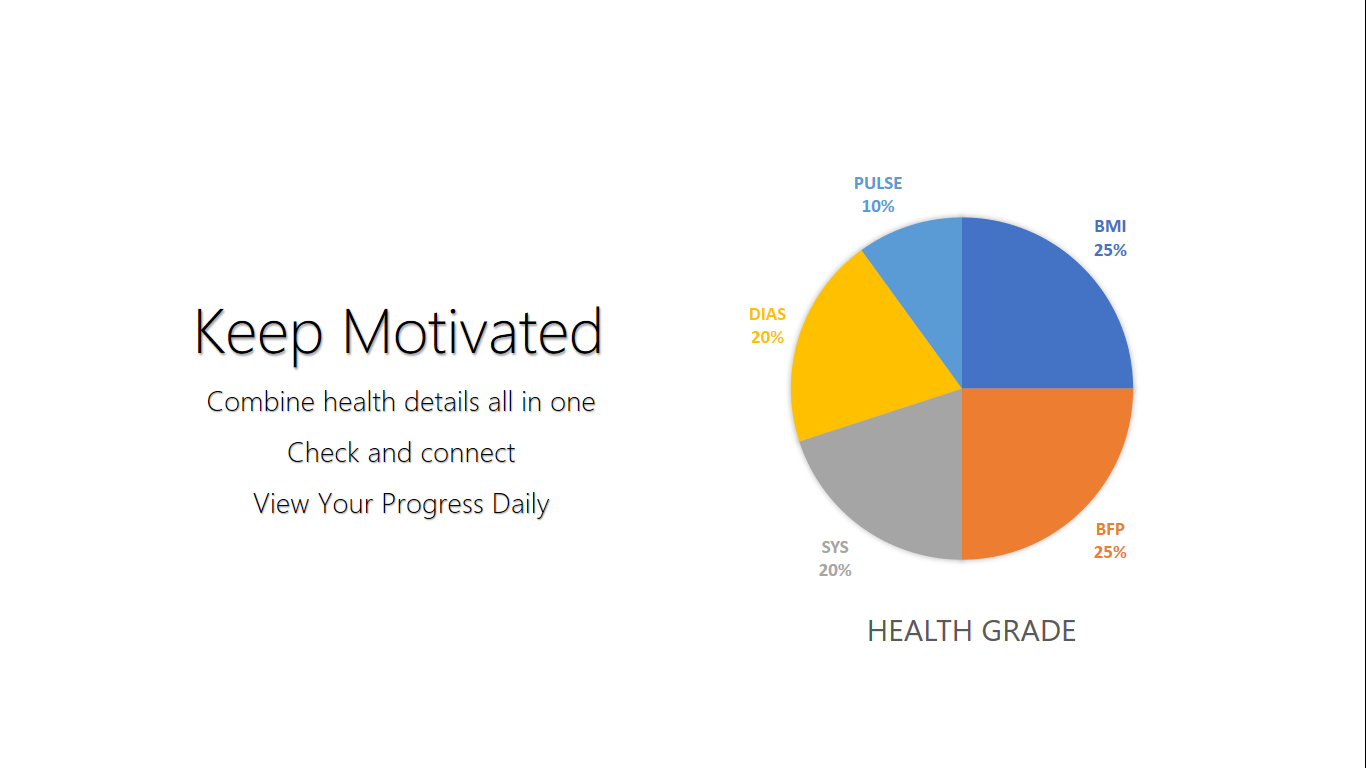 Keep Motivated
Combine health details all in one
Check and connect
View Your Progress Daily
PULSE
10%
BMI
25%
DIAS
20%
BFP
25%
SYS
20%
HEALTH GRADE